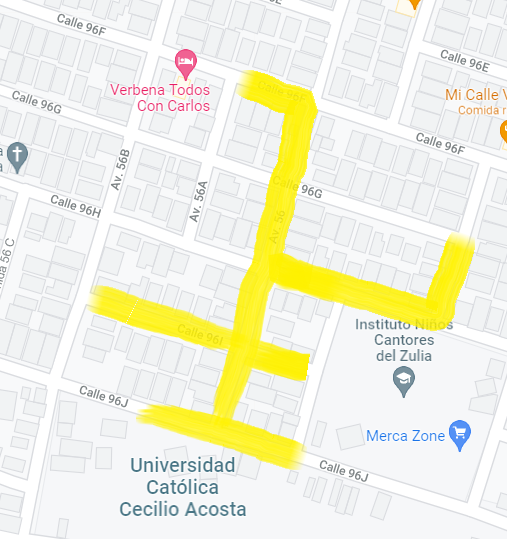 Calle 96F
Calle 96E
Verbena Todos
Con Carlos
Calle 96F
Mi Calle
Comida
Calle 96G
Calle 96F
Av. 56B
Av. 56A
Calle 96G
Calle 96H
Av. 56
56 C
Calle 96I
Instituto Niños
Cantores
del Zulia
Calle 96J
Merca Zone
Universidad
Católica
Cecilio Acosta
Calle 96J